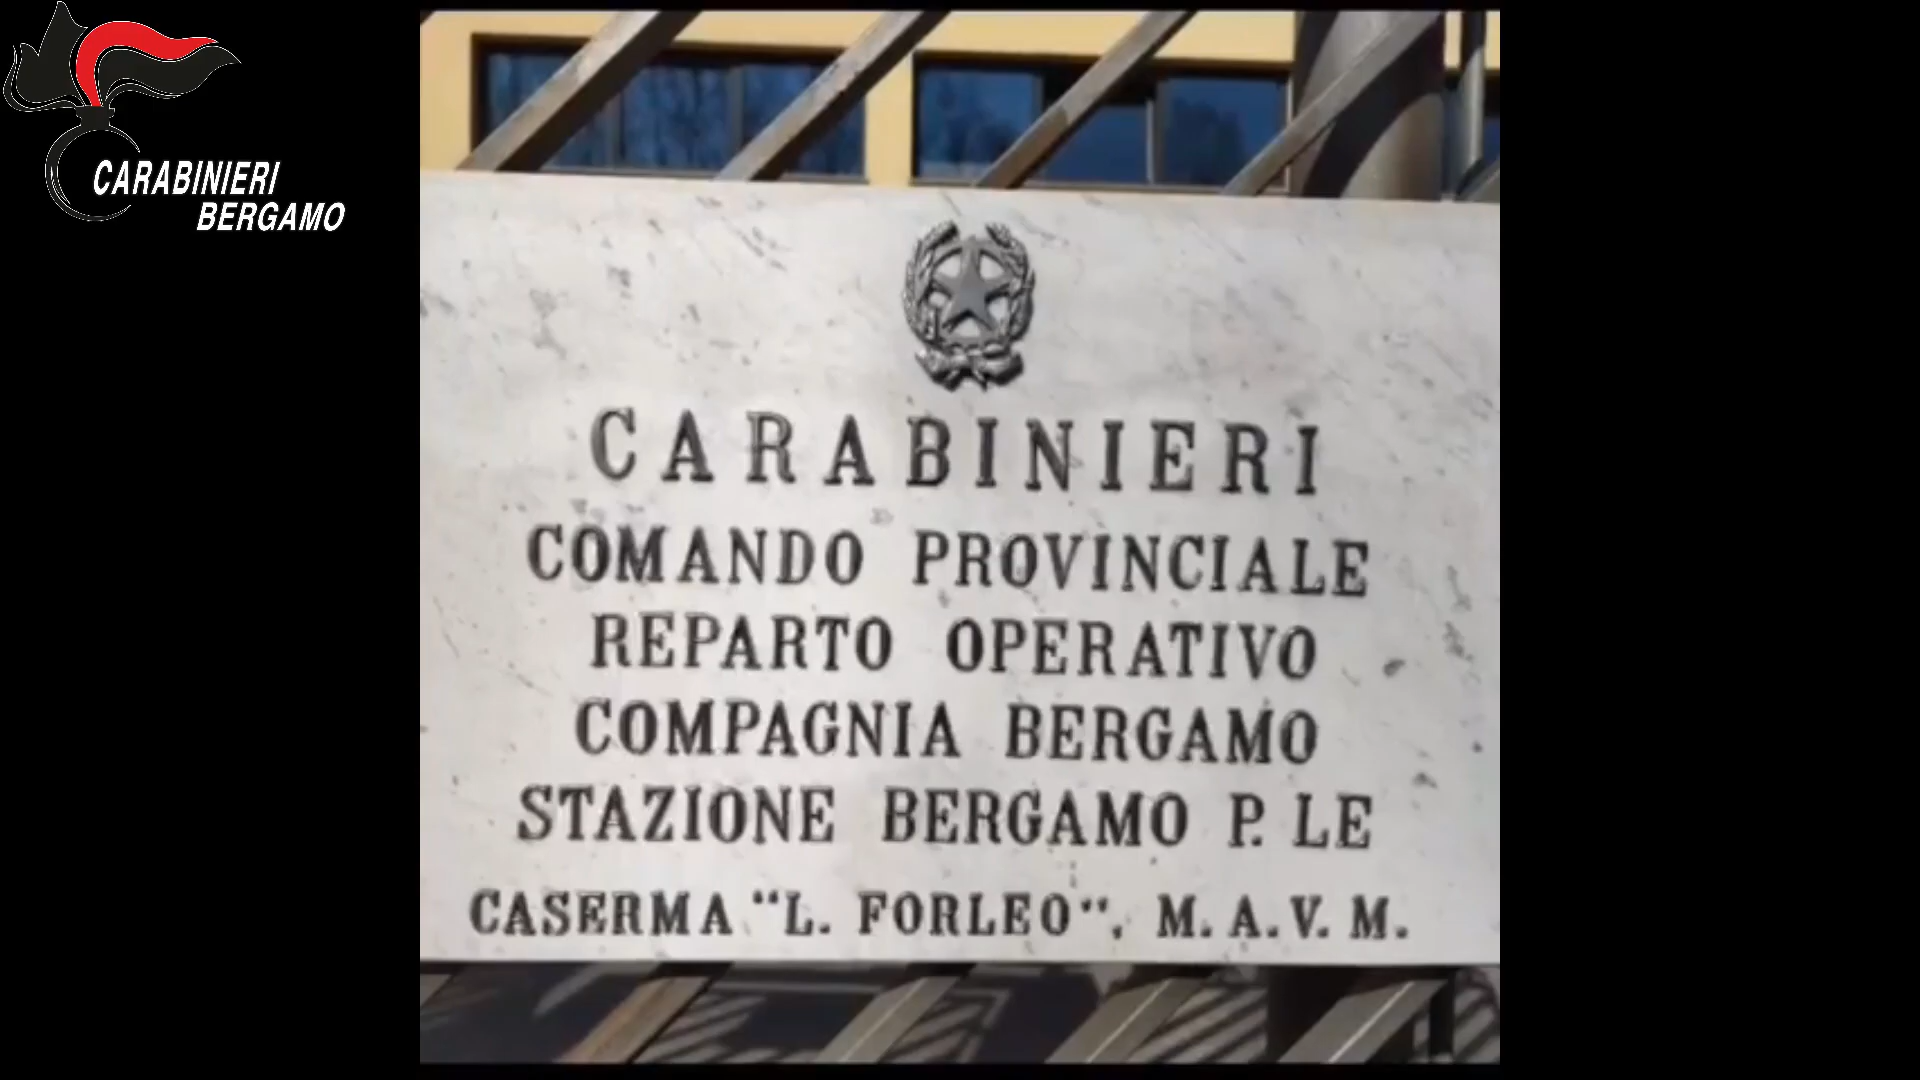 CARABINIERI
BERGAMO
CARABINIERI
COMANDO PROVINCIALE
REPARTO OPERATIVO
COMPAGNIA BERGAMO
STAZIONE BERGAMO P. LE
CASERMA "L. FORLEO", M. A. V. M.